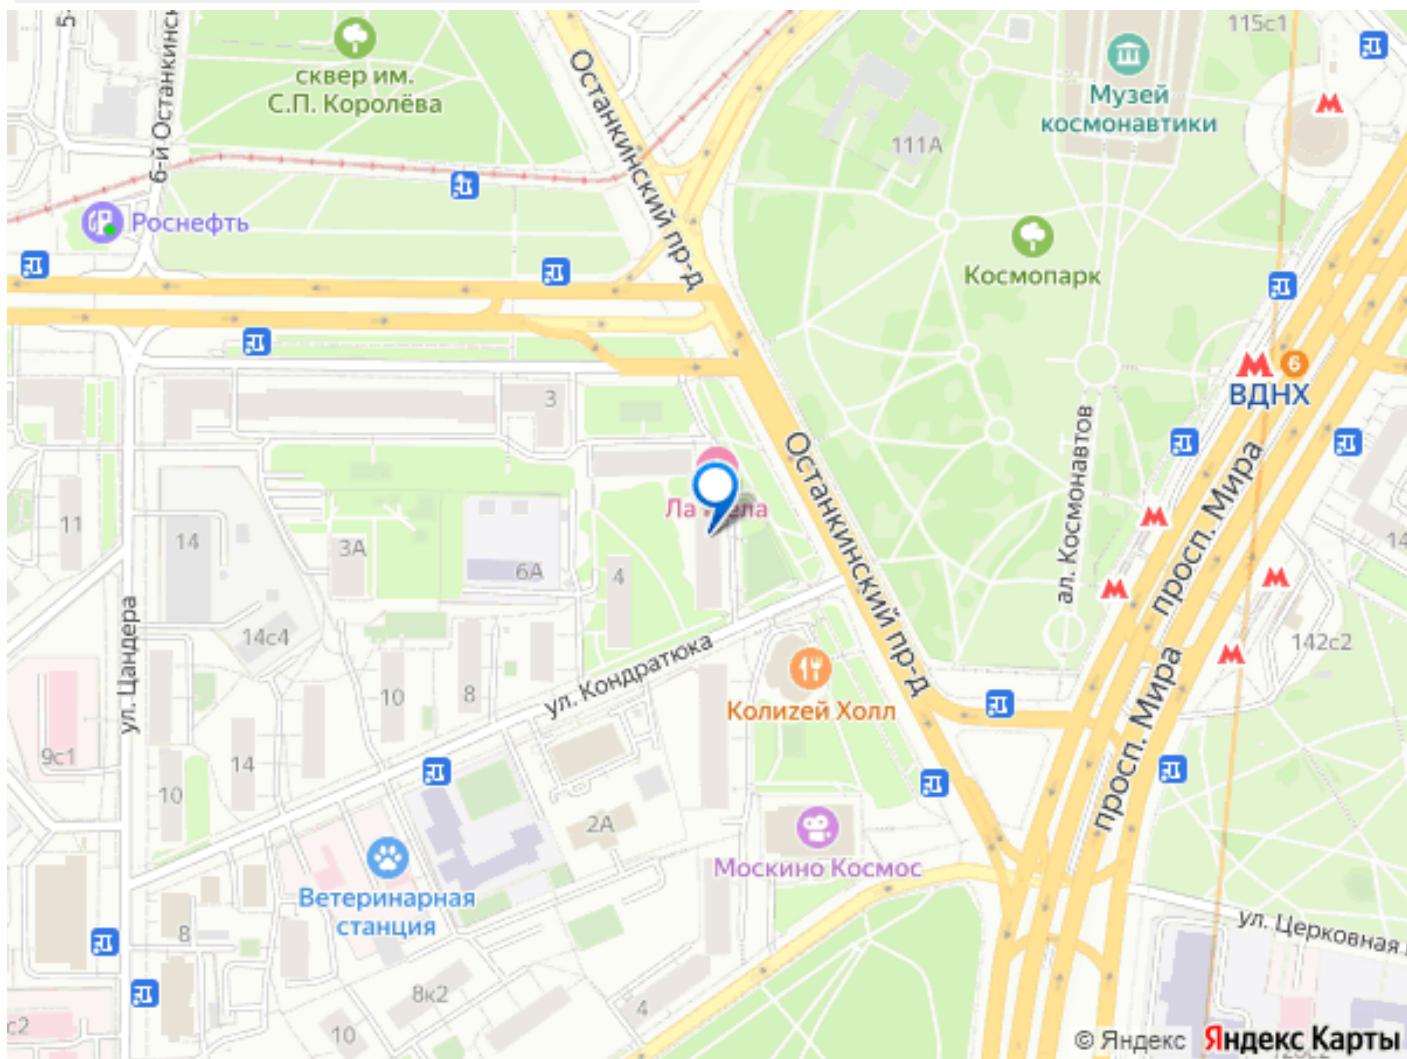 5-
6-й Останкинск
сквер им.
С.П. Королёва
Останкинский пр-д
115с1
Музей
космонавтики
111А
Роснефть
Космопарк
6
ВДНХ
3
Останкинский пр-д
ал. Космонавтов
просп. Мира
11
14
3А
6А
4
14
14с4
ул. Цандера
142с2
10
8
ул. Кондратюка
Колизей Холл
просп. Мира
9с1
14
10
2А
Москино Космос
Ветеринарная
станция
8
ул. Церковная
8к2
4
10
с2
© Яндекс
Яндекс Карты